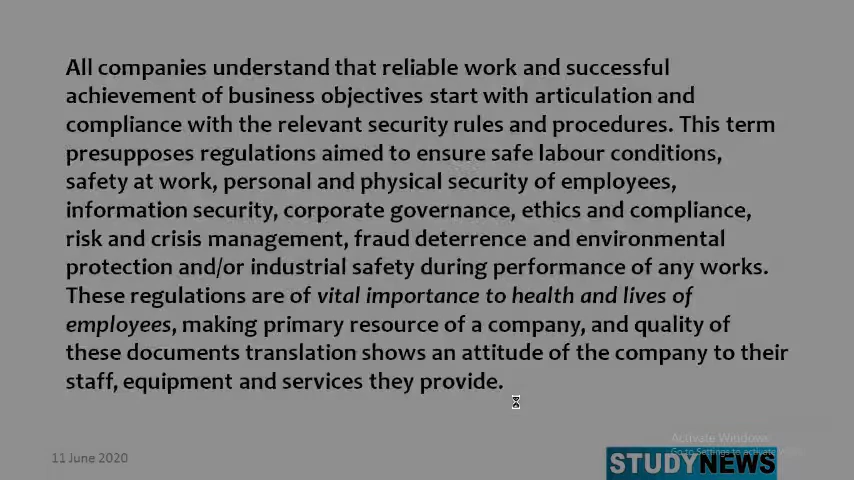 All companies understand that reliable work and successful
achievement of business objectives start with articulation and
compliance with the relevant security rules and procedures. This term
presupposes regulations aimed to ensure safe labour conditions,
safety at work, personal and physical security of employees,
information security, corporate governance, ethics and compliance,
risk and crisis management, fraud deterrence and environmental
protection and/or industrial safety during performance of any works.
These regulations are of vital importance to health and lives of
employees, making primary resource of a company, and quality of
these documents translation shows an attitude of the company to their
staff, equipment and services they provide.
Activate Windows
Go to Settings to activate
11 June 2020
STUDYNEWS